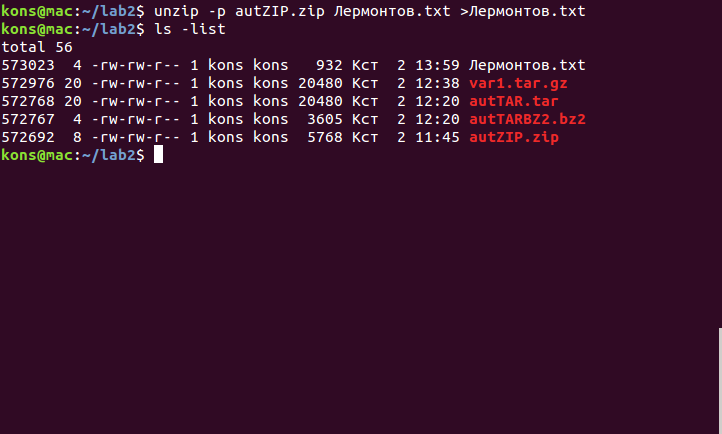 kons@mac:~/lab2$ unzip -p autZIP.zip Лермонтов.txt >Лермонтов.txt
kons@mac:~/lab2$ ls -list
total 56
573023  4 -rw-rw-r-- 1 kons kons   932 Кст  2 13:59 Лермонтов.txt
572976 20 -rw-rw-r-- 1 kons kons 20480 Кст  2 12:38 var1.tar.gz
572768 20 -rw-rw-r-- 1 kons kons 20480 Кст  2 12:20 autTAR.tar
572767  4 -rw-rw-r-- 1 kons kons  3605 Кст  2 12:20 autTARBZ2.bz2
572692  8 -rw-rw-r-- 1 kons kons  5768 Кст  2 11:45 autZIP.zip
kons@mac:~/lab2$